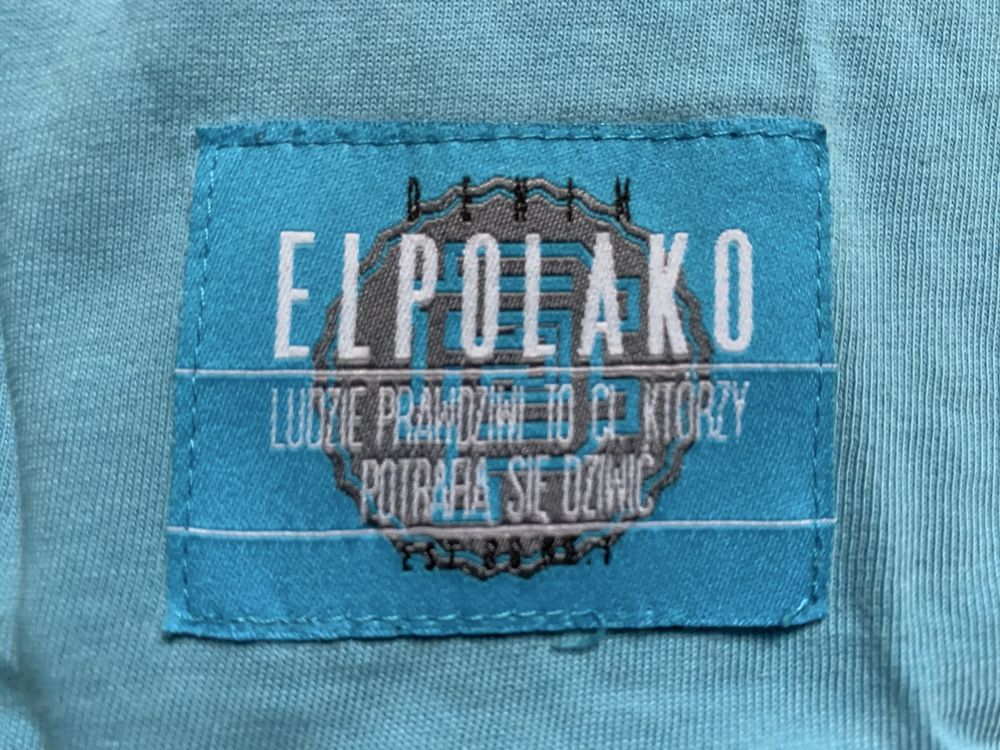 DENIM
ELPOLAKO
LUDZIE PRAWDZIWI TO CI, KTÓRZY
POTRAFIĄ SIĘ DZIWIĆ